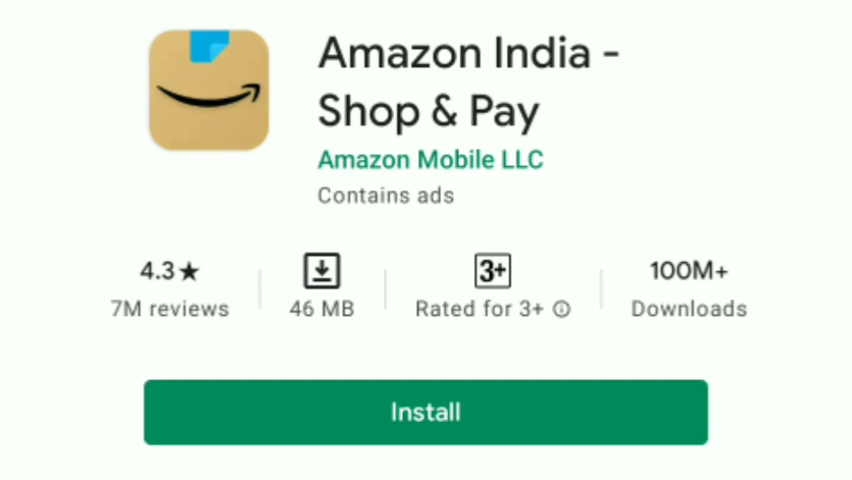 Amazon India -
Shop & Pay
Amazon Mobile LLC
Contains ads
4.3★ 3+ 100M+
7M reviews 46 MB Rated for 3+ Downloads
Install